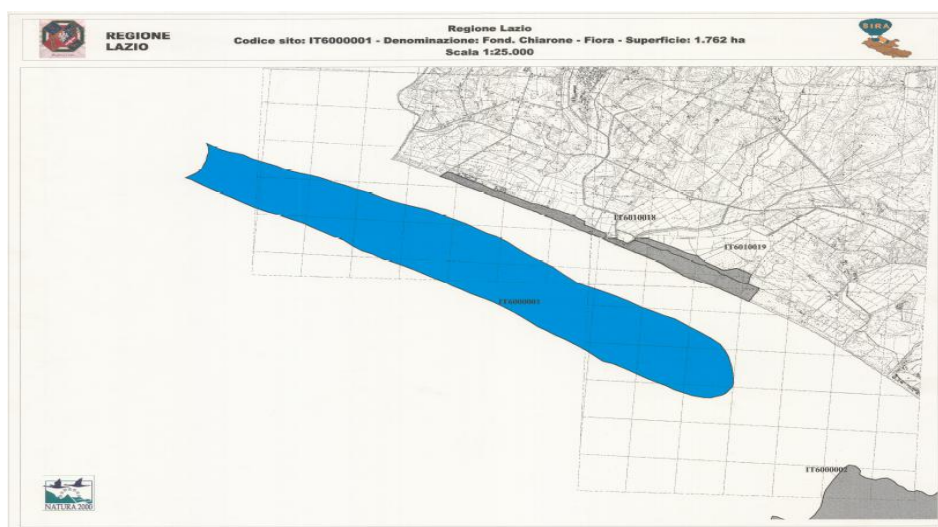 REGIONE
LAZIO
Regione Lazio
Codice sito: IT6000001 - Denominazione: Fond. Chiarone - Fiora - Superficie: 1.762 ha
Scala 1:25.000
SIRA
IT6010018
IT6010019
IT6000001
IT6000002
NATURA 2000